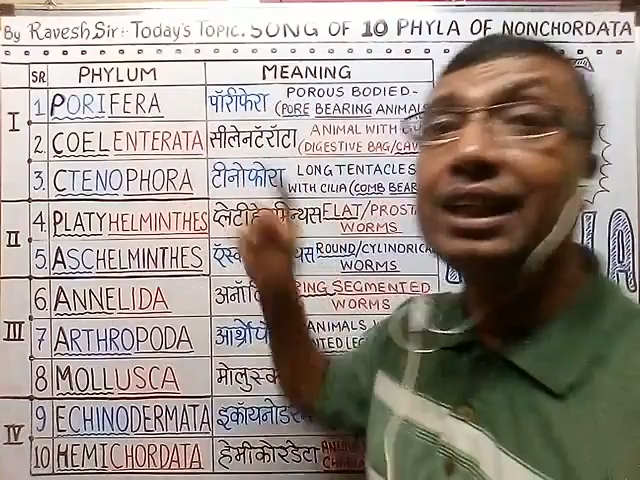 By Ravesh Sir:- Today's Topic. SONG OF 10 PHYLA OF NONCHORDATA
SR PHYLUM MEANING
I
1. PORIFERA पॉरीफेरा POROUS BODIED-
(PORE BEARING ANIMALS
2. COELENTERATA सीलेनटॅराॅटा ANIMAL WITH
(DIGESTIVE BAG/CAV
3. CTENOPHORA टीनोफोरा LONG TENTACLES
WITH CILIA (COMB BEAR
II
4. PLATYHELMINTHES FLAT/PROST
WORMS
5. ASCHELMINTHES ROUND/CYLINDRICA
WORMS
III
6. ANNELIDA RING SEGMENTED
WORMS
7 ARTHROPODA ANIMALS
8 MOLLUSCA
IV
9 ECHINODERMATA
10 HEMICHORDATA हेमीकोरडेटा